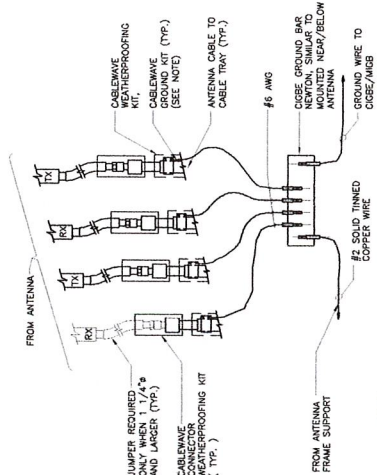 FROM ANTENNA
TX
RX
TX
RX
CABLEWAVE
WEATHERPROOFING
KIT,
CABLEWAVE
GROUND KIT (TYP.)
(SEE NOTE)
ANTENNA CABLE TO
CABLE TRAY (TYP.)
#6 AWG
CIGBE GROUND BAR
NEWTON, SIMILAR TO
MOUNTED NEAR/BELOW
ANTENNA
GROUND WIRE TO
CIGBE/MIGB
JUMPER REQUIRED
ONLY WHEN 1 1/4"ø
AND LARGER (TYP.)
CABLEWAVE
CONNECTOR
WEATHERPROOFING KIT
( TYP. )
#2 SOLID TINNED
COPPER WIRE
FROM ANTENNA
FRAME SUPPORT